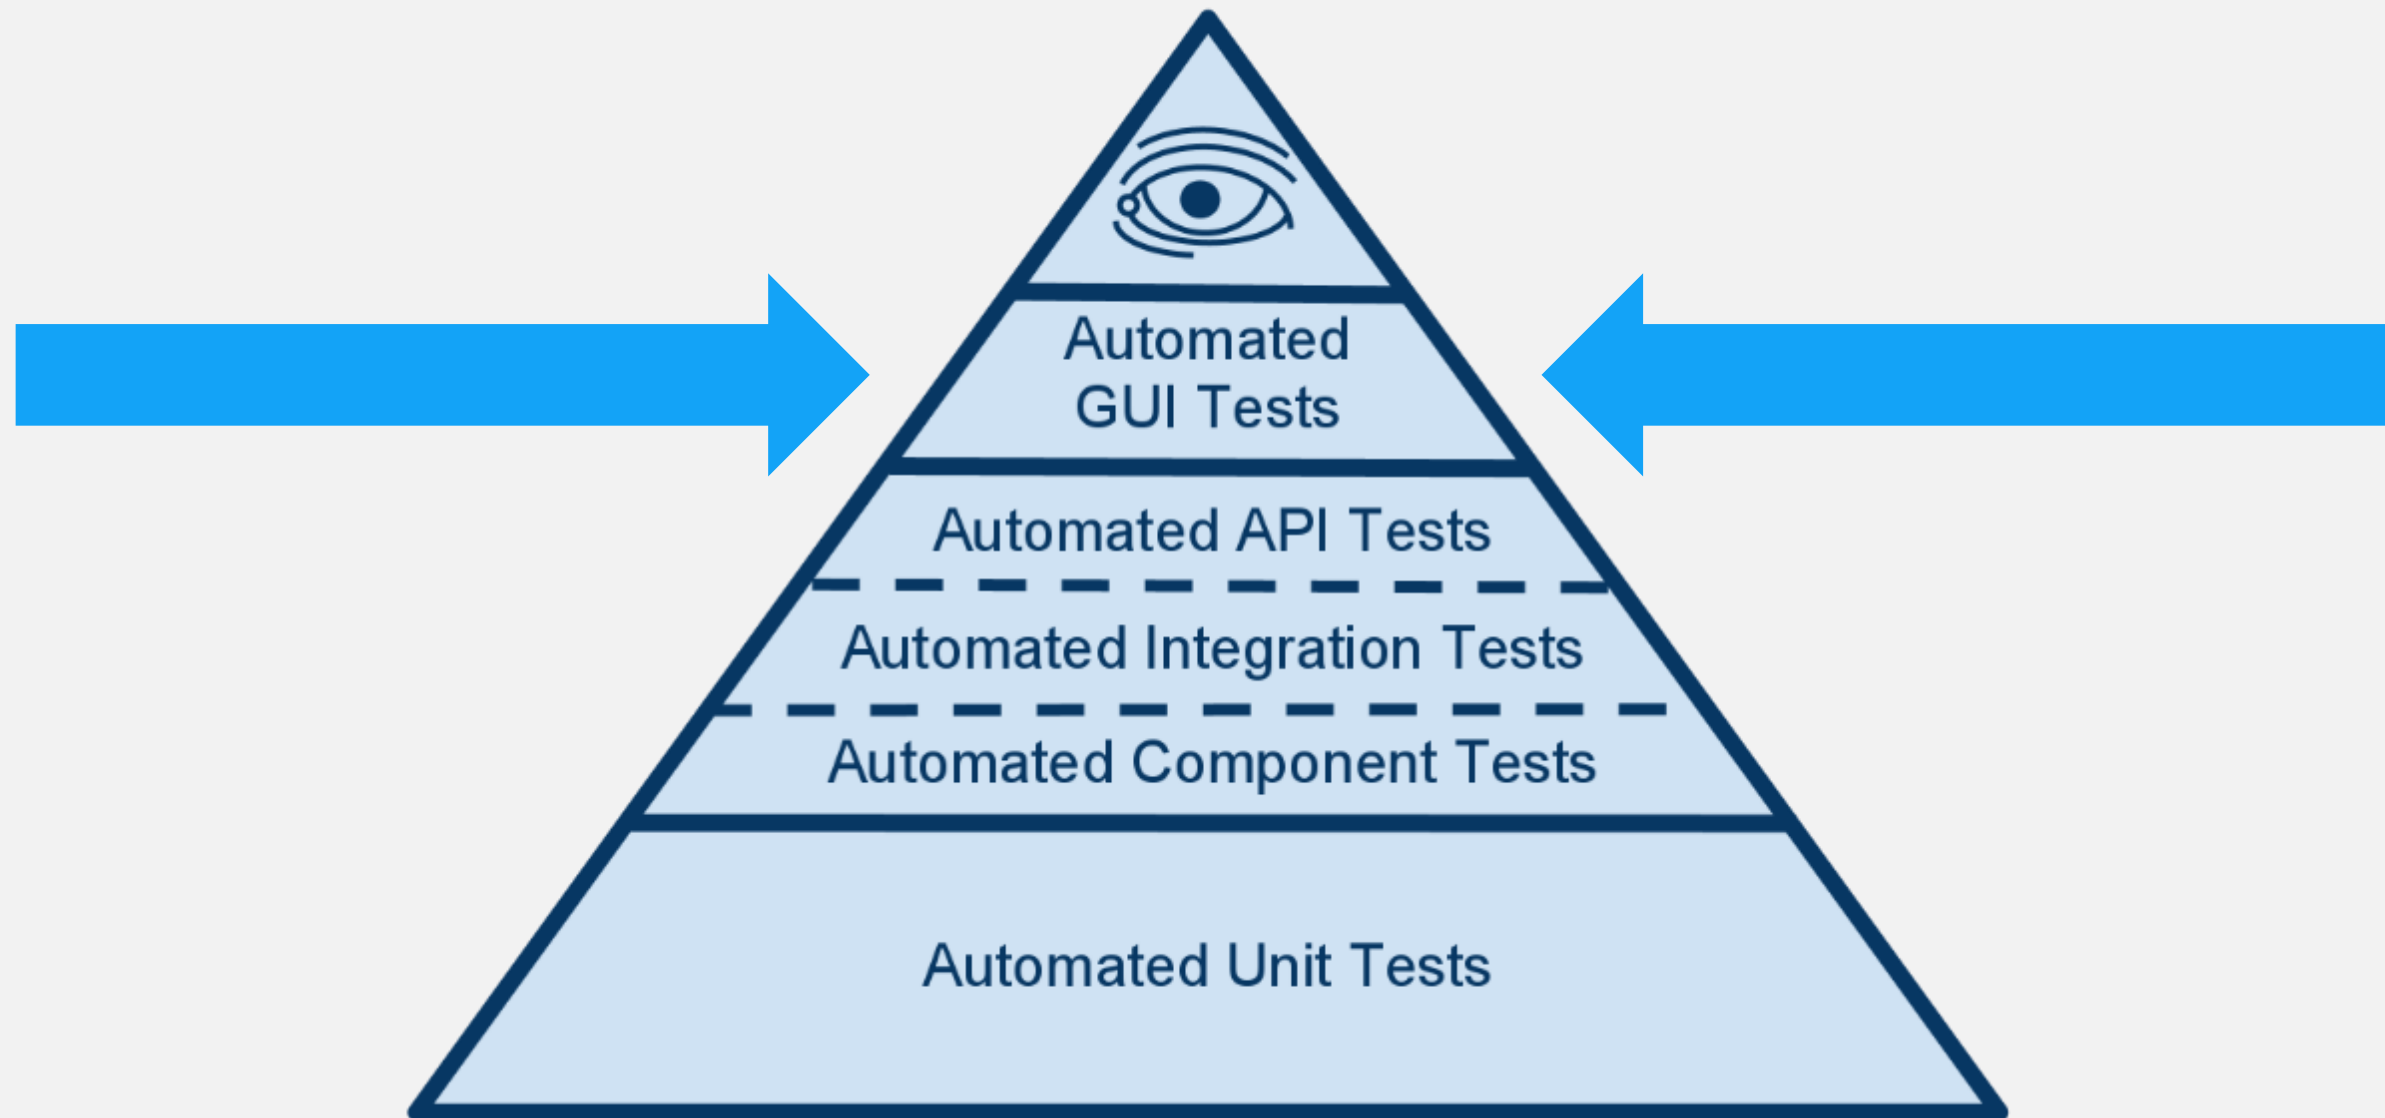 Automated
GUI Tests
Automated API Tests
Automated Integration Tests
Automated Component Tests
Automated Unit Tests